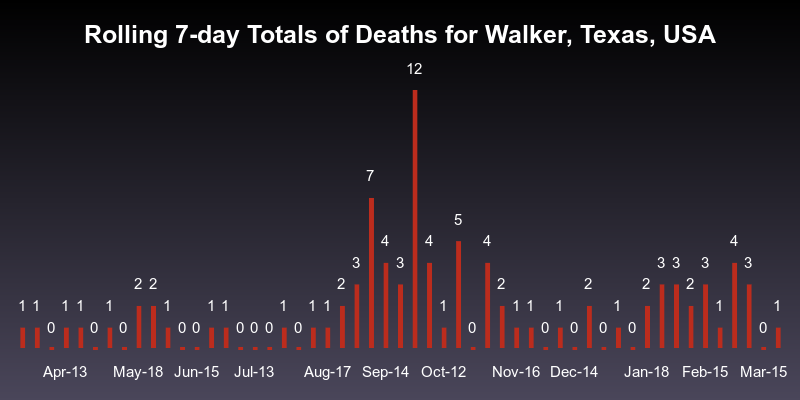 Rolling 7-day Totals of Deaths for Walker, Texas, USA
12
7
5
4 3 4 4 4
3 2 3 3 2 3 3
2 2 2 2 2
1 1 1 1 1 1 1 1 1 1 1 1 1 1 1 1 1 1
0 0 0 0 0 0 0 0 0 0 0 0 0 0 0
Apr-13 May-18 Jun-15 Jul-13 Aug-17 Sep-14 Oct-12 Nov-16 Dec-14 Jan-18 Feb-15 Mar-15